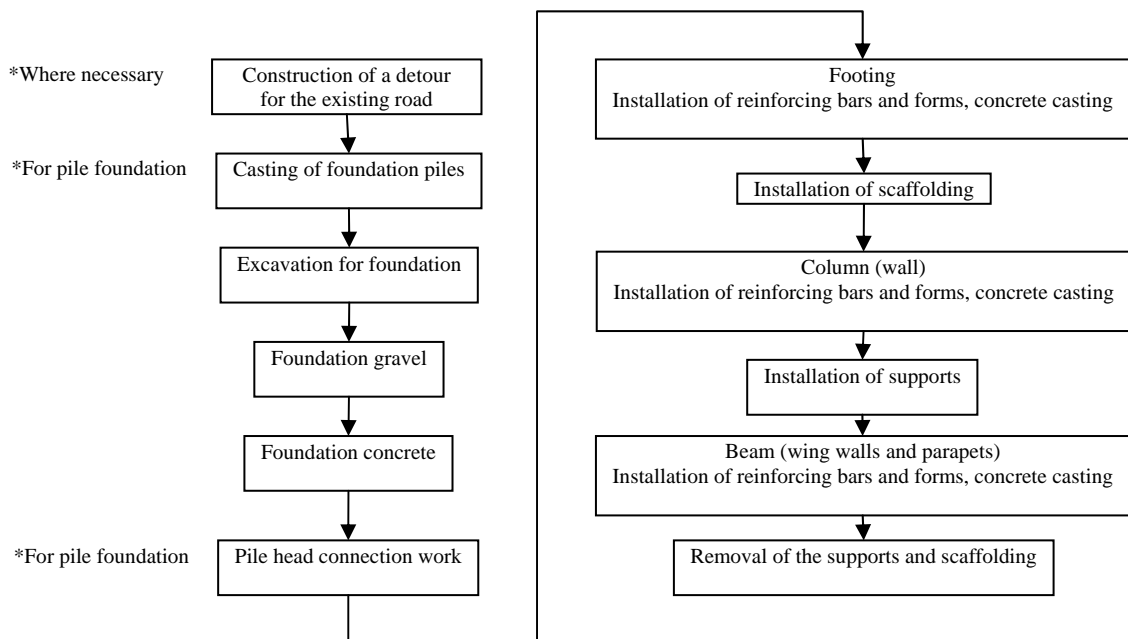 *Where necessary
Construction of a detour
for the existing road
*For pile foundation
Casting of foundation piles
Excavation for foundation
Foundation gravel
Foundation concrete
*For pile foundation
Pile head connection work
Footing
Installation of reinforcing bars and forms, concrete casting
Installation of scaffolding
Column (wall)
Installation of reinforcing bars and forms, concrete casting
Installation of supports
Beam (wing walls and parapets)
Installation of reinforcing bars and forms, concrete casting
Removal of the supports and scaffolding